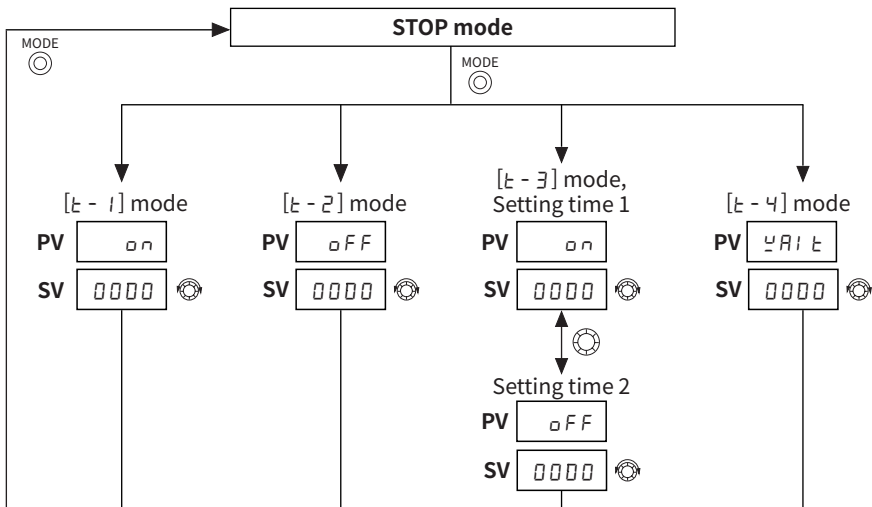 STOP mode
MODE
MODE
[t - 1] mode
PV on
SV 0000
[t - 2] mode
PV oFF
SV 0000
[t - 3] mode,
Setting time 1
PV on
SV 0000
Setting time 2
PV oFF
SV 0000
[t - 4] mode
PV WAIt
SV 0000